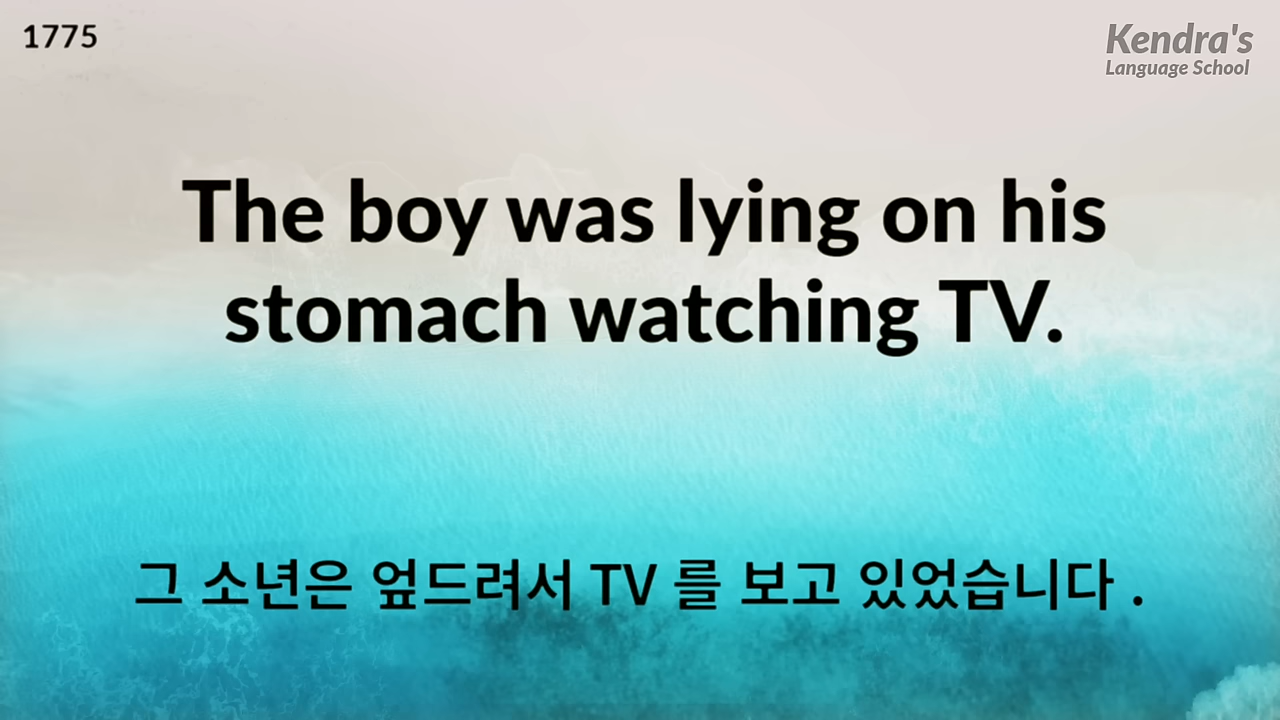 1775
Kendra's
Language School
The boy was lying on his
stomach watching TV.
그 소년은 엎드려서 TV 를 보고 있었습니다 .